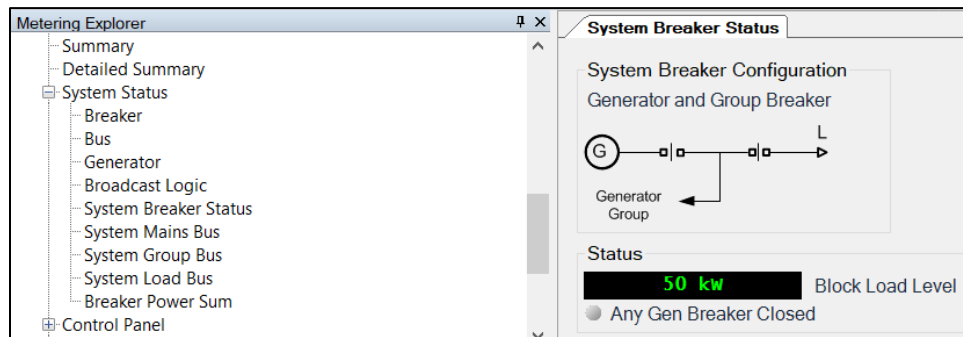 Metering Explorer
Summary
Detailed Summary
System Status
Breaker
Bus
Generator
Broadcast Logic
System Breaker Status
System Mains Bus
System Group Bus
System Load Bus
Breaker Power Sum
Control Panel
System Breaker Status
System Breaker Configuration
Generator and Group Breaker
L
G
Generator
Group
Status
50 kW Block Load Level
Any Gen Breaker Closed